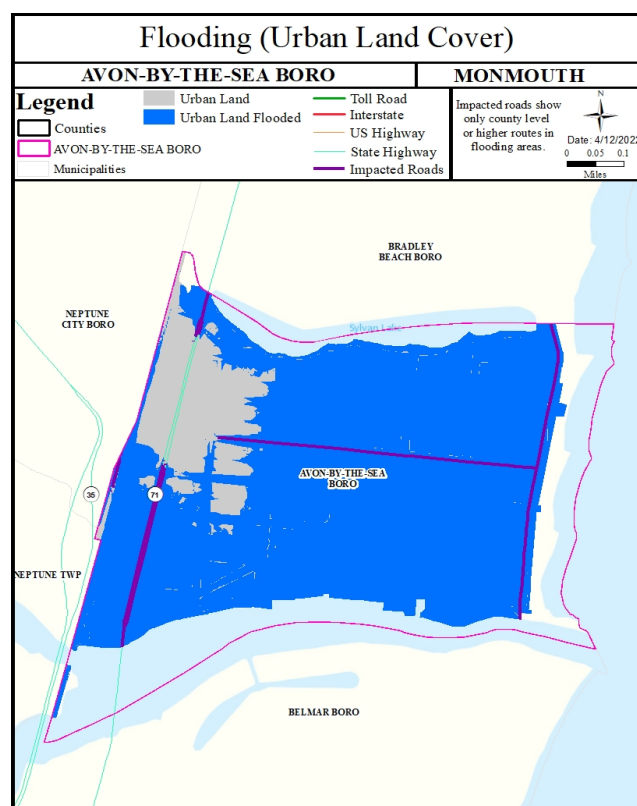 Flooding (Urban Land Cover)
AVON-BY-THE-SEA BORO
MONMOUTH
Legend
Counties
AVON-BY-THE-SEA BORO
Municipalities
Urban Land
Urban Land Flooded
Toll Road
Interstate
US Highway
State Highway
Impacted Roads
Impacted roads show
only county level
or higher routes in
flooding areas.
N
Date: 4/12/2022
0 0.05 0.1
Miles
BRADLEY
BEACH BORO
NEPTUNE
CITY BORO
Sylvan Lake
AVON-BY-THE-SEA
BORO
35
71
NEPTUNE TWP
BELMAR BORO